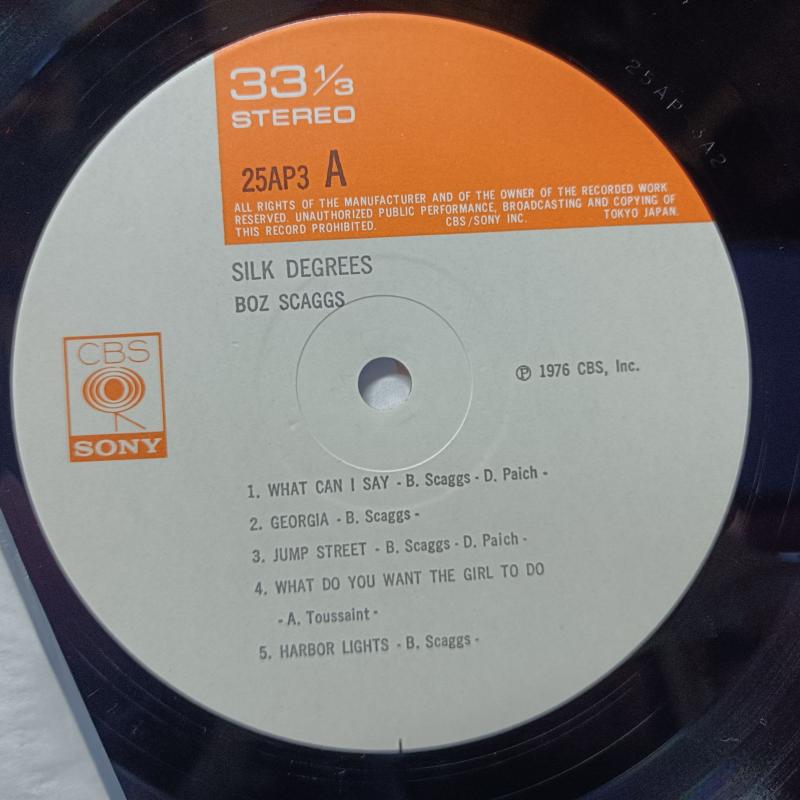 33 1/3
STEREO
25AP3 A
ALL RIGHTS OF THE MANUFACTURER AND OF THE OWNER OF THE RECORDED WORK
RESERVED. UNAUTHORIZED PUBLIC PERFORMANCE, BROADCASTING AND COPYING OF
THIS RECORD PROHIBITED. CBS/SONY INC. TOKYO JAPAN.
SILK DEGREES
BOZ SCAGGS
CBS
SONY
℗ 1976 CBS, Inc.
1. WHAT CAN I SAY - B. Scaggs - D. Paich -
2. GEORGIA - B. Scaggs -
3. JUMP STREET - B. Scaggs - D. Paich -
4. WHAT DO YOU WANT THE GIRL TO DO
- A. Toussaint -
5. HARBOR LIGHTS - B. Scaggs -
25AP